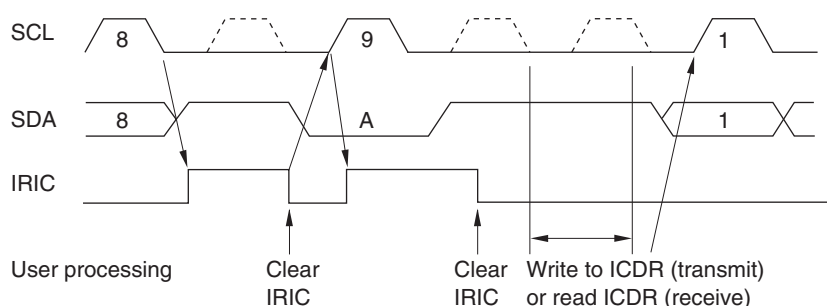 SCL 8 9 1
SDA 8 A 1
IRIC
User processing Clear Clear Write to ICDR (transmit)
IRIC IRIC or read ICDR (receive)